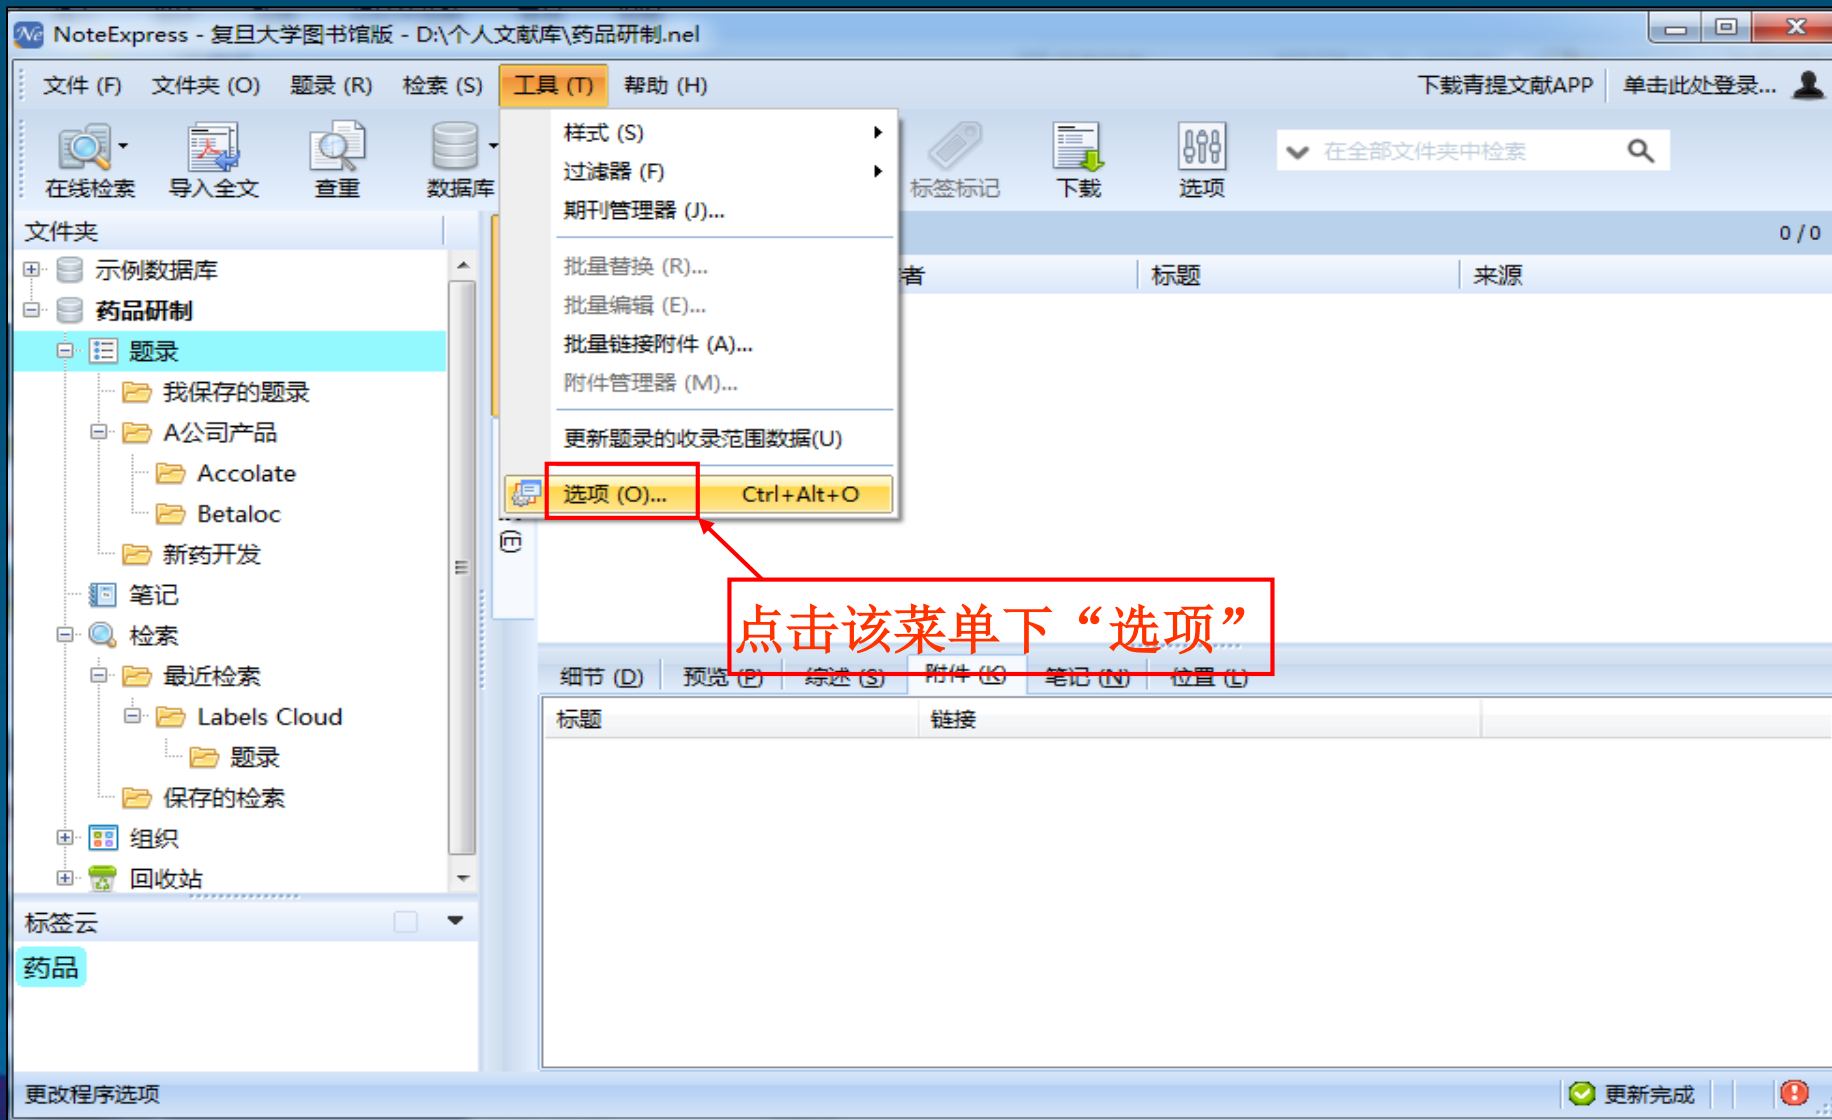 NoteExpress - 复旦大学图书馆版 - D:\个人文献库\药品研制.nel
文件 (F) 文件夹 (O) 题录 (R) 检索 (S) 工具 (T) 帮助 (H) 下载青提文献APP 单击此处登录...
在线检索 导入全文 查重 数据库 标签标记 下载 选项 在全部文件夹中检索
样式 (S)
过滤器 (F)
期刊管理器 (J)...
批量替换 (R)...
批量编辑 (E)...
批量链接附件 (A)...
附件管理器 (M)...
更新题录的收录范围数据(U)
选项 (O)... Ctrl+Alt+O
(E)
点击该菜单下“选项”
文件夹
0 / 0
者 标题 来源
示例数据库
药品研制
题录
我保存的题录
A公司产品
Accolate
Betaloc
新药开发
笔记
检索
最近检索
Labels Cloud
题录
保存的检索
组织
回收站
细节 (D) 预览 (P) 综述 (S) 附件 (K) 笔记 (N) 位置 (L)
标题 链接
标签云
药品
更改程序选项 更新完成